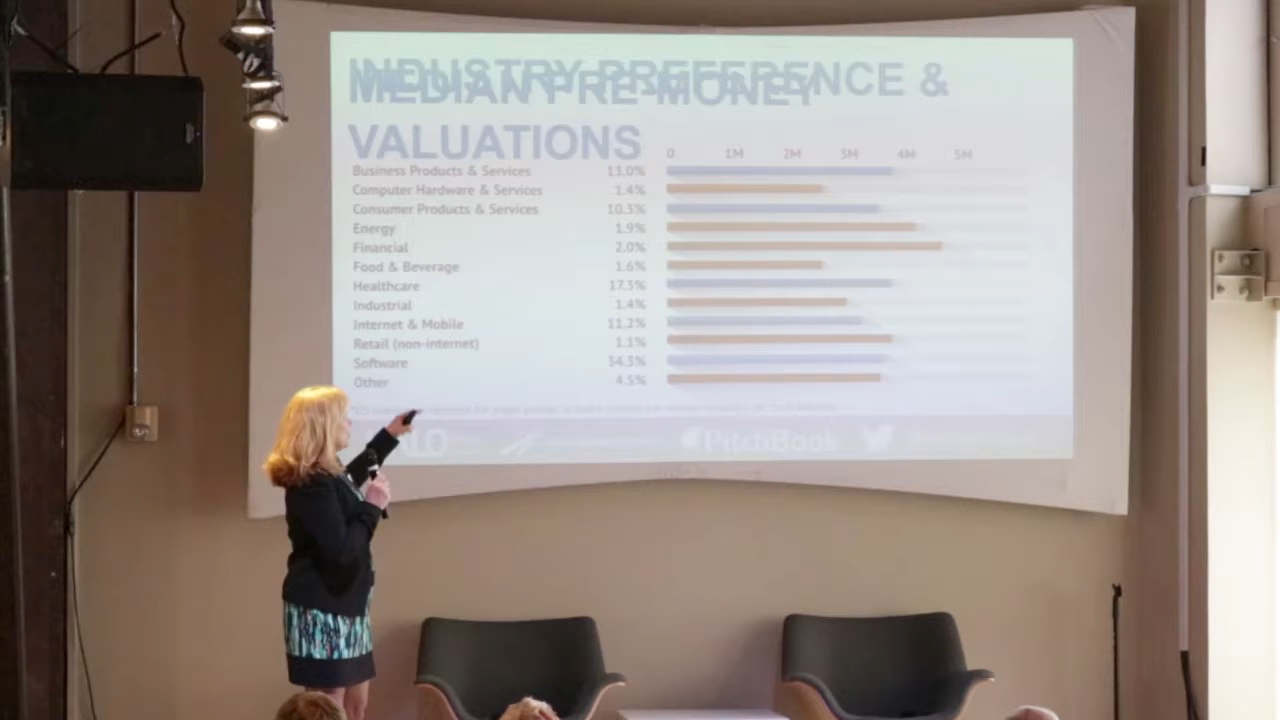 INDUSTRY PREFERENCE &
MEDIAN PRE-MONEY
VALUATIONS
0 1M 2M 3M 4M 5M
Business Products & Services 13.0%
Computer Hardware & Services 1.4%
Consumer Products & Services 10.3%
Energy 1.9%
Financial 2.0%
Food & Beverage 1.6%
Healthcare 17.3%
Industrial 1.4%
Internet & Mobile 11.2%
Retail (non-internet) 1.1%
Software 34.3%
Other 4.5%
PitchBook